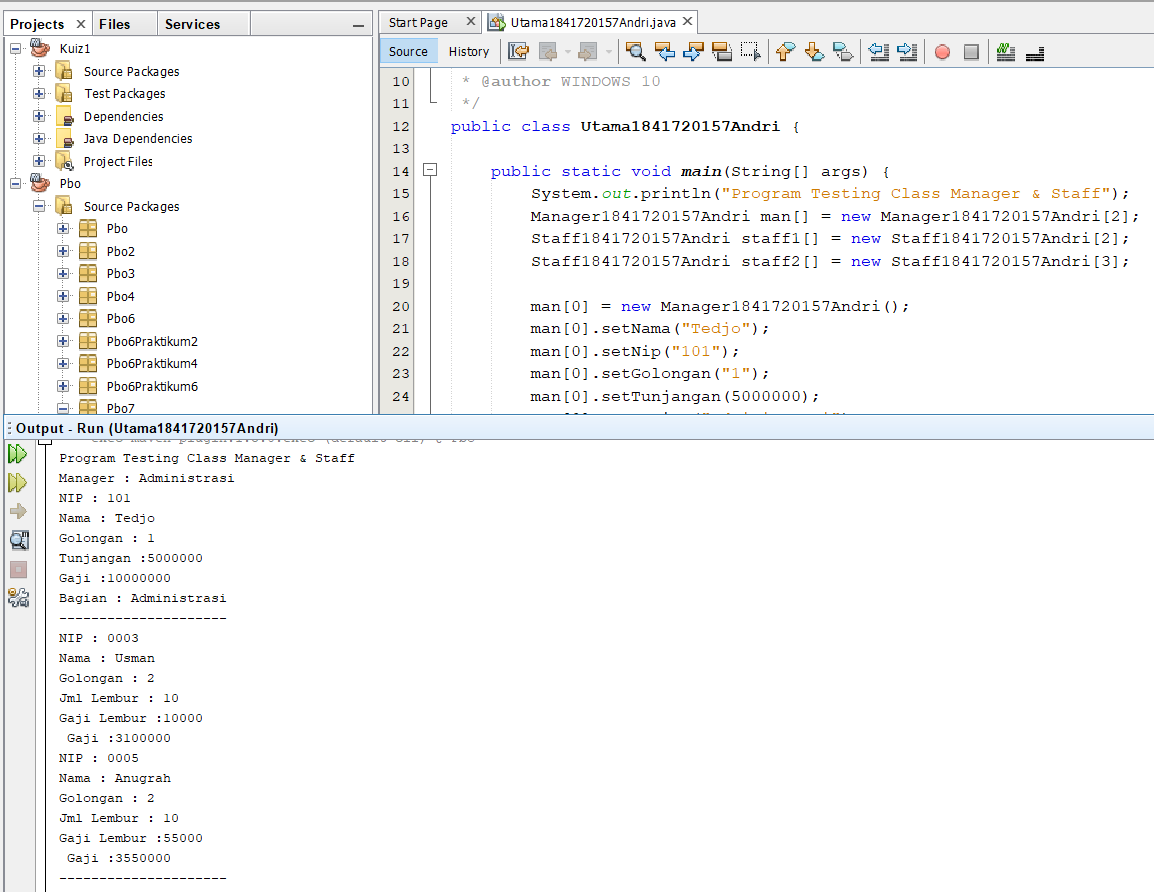 Projects
Files
Services
Kuiz1
Source Packages
Test Packages
Dependencies
Java Dependencies
Project Files
Pbo
Source Packages
Pbo
Pbo2
Pbo3
Pbo4
Pbo6
Pbo6Praktikum2
Pbo6Praktikum4
Pbo6Praktikum6
Pbo7
Start Page
Utama1841720157Andri.java
Source
History
10 * @author WINDOWS 10
11 */
12 public class Utama1841720157Andri {
13
14 public static void main(String[] args) {
15 System.out.println("Program Testing Class Manager & Staff");
16 Manager1841720157Andri man[] = new Manager1841720157Andri[2];
17 Staff1841720157Andri staff1[] = new Staff1841720157Andri[2];
18 Staff1841720157Andri staff2[] = new Staff1841720157Andri[3];
19
20 man[0] = new Manager1841720157Andri();
21 man[0].setNama("Tedjo");
22 man[0].setNip("101");
23 man[0].setGolongan("1");
24 man[0].setTunjangan(5000000);
Output - Run (Utama1841720157Andri)
Program Testing Class Manager & Staff
Manager : Administrasi
NIP : 101
Nama : Tedjo
Golongan : 1
Tunjangan :5000000
Gaji :10000000
Bagian : Administrasi
---------------------
NIP : 0003
Nama : Usman
Golongan : 2
Jml Lembur : 10
Gaji Lembur :10000
Gaji :3100000
NIP : 0005
Nama : Anugrah
Golongan : 2
Jml Lembur : 10
Gaji Lembur :55000
Gaji :3550000
---------------------